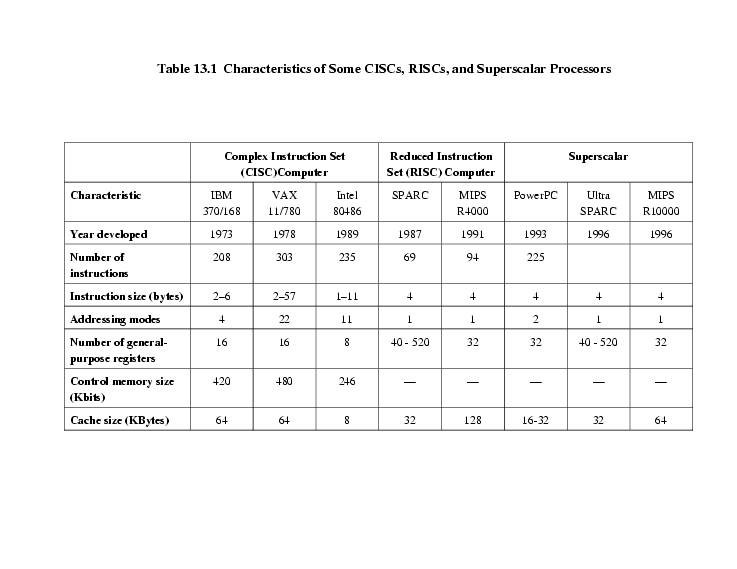 Table 13.1 Characteristics of Some CISCs, RISCs, and Superscalar Processors
Complex Instruction Set (CISC)Computer Reduced Instruction Set (RISC) Computer Superscalar
Characteristic IBM 370/168 VAX 11/780 Intel 80486 SPARC MIPS R4000 PowerPC Ultra SPARC MIPS R10000
Year developed 1973 1978 1989 1987 1991 1993 1996 1996
Number of instructions 208 303 235 69 94 225
Instruction size (bytes) 2–6 2–57 1–11 4 4 4 4 4
Addressing modes 4 22 11 1 1 2 1 1
Number of general-purpose registers 16 16 8 40 - 520 32 32 40 - 520 32
Control memory size (Kbits) 420 480 246 — — — — —
Cache size (KBytes) 64 64 8 32 128 16-32 32 64